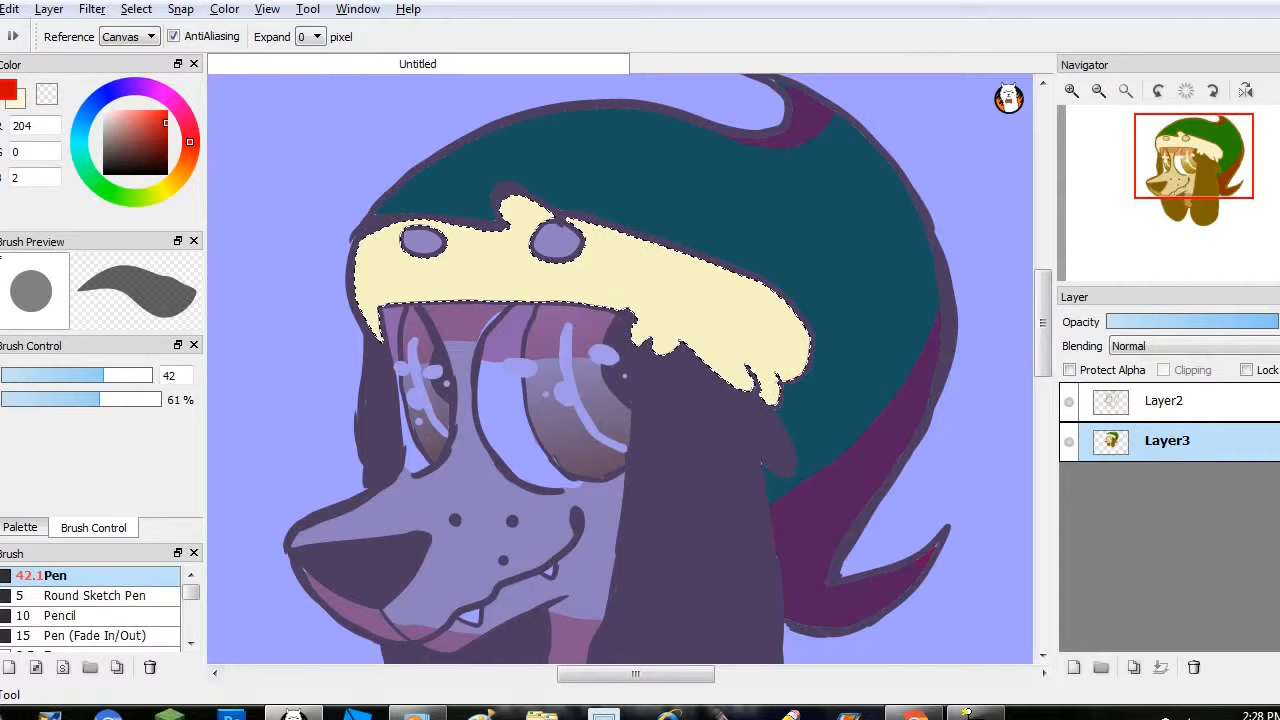 Edit Layer Filter Select Snap Color View Tool Window Help
Reference Canvas AntiAliasing Expand 0 pixel
Color Untitled Layer
Navigator
204
0
2
Brush Preview
Layer
Opacity
Brush Control
Blending Normal
Protect Alpha Clipping Lock
42
61 %
Layer2
Layer3
Palette Brush Control
Brush
42.1 Pen
5 Round Sketch Pen
10 Pencil
15 Pen (Fade In/Out)
Tool
2:28 PM